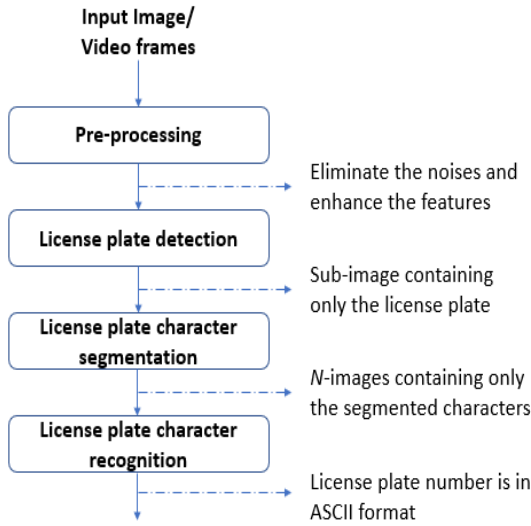 Input Image/
Video frames
Pre-processing
Eliminate the noises and
enhance the features
License plate detection
Sub-image containing
only the license plate
License plate character
segmentation
N-images containing only
the segmented characters
License plate character
recognition
License plate number is in
ASCII format